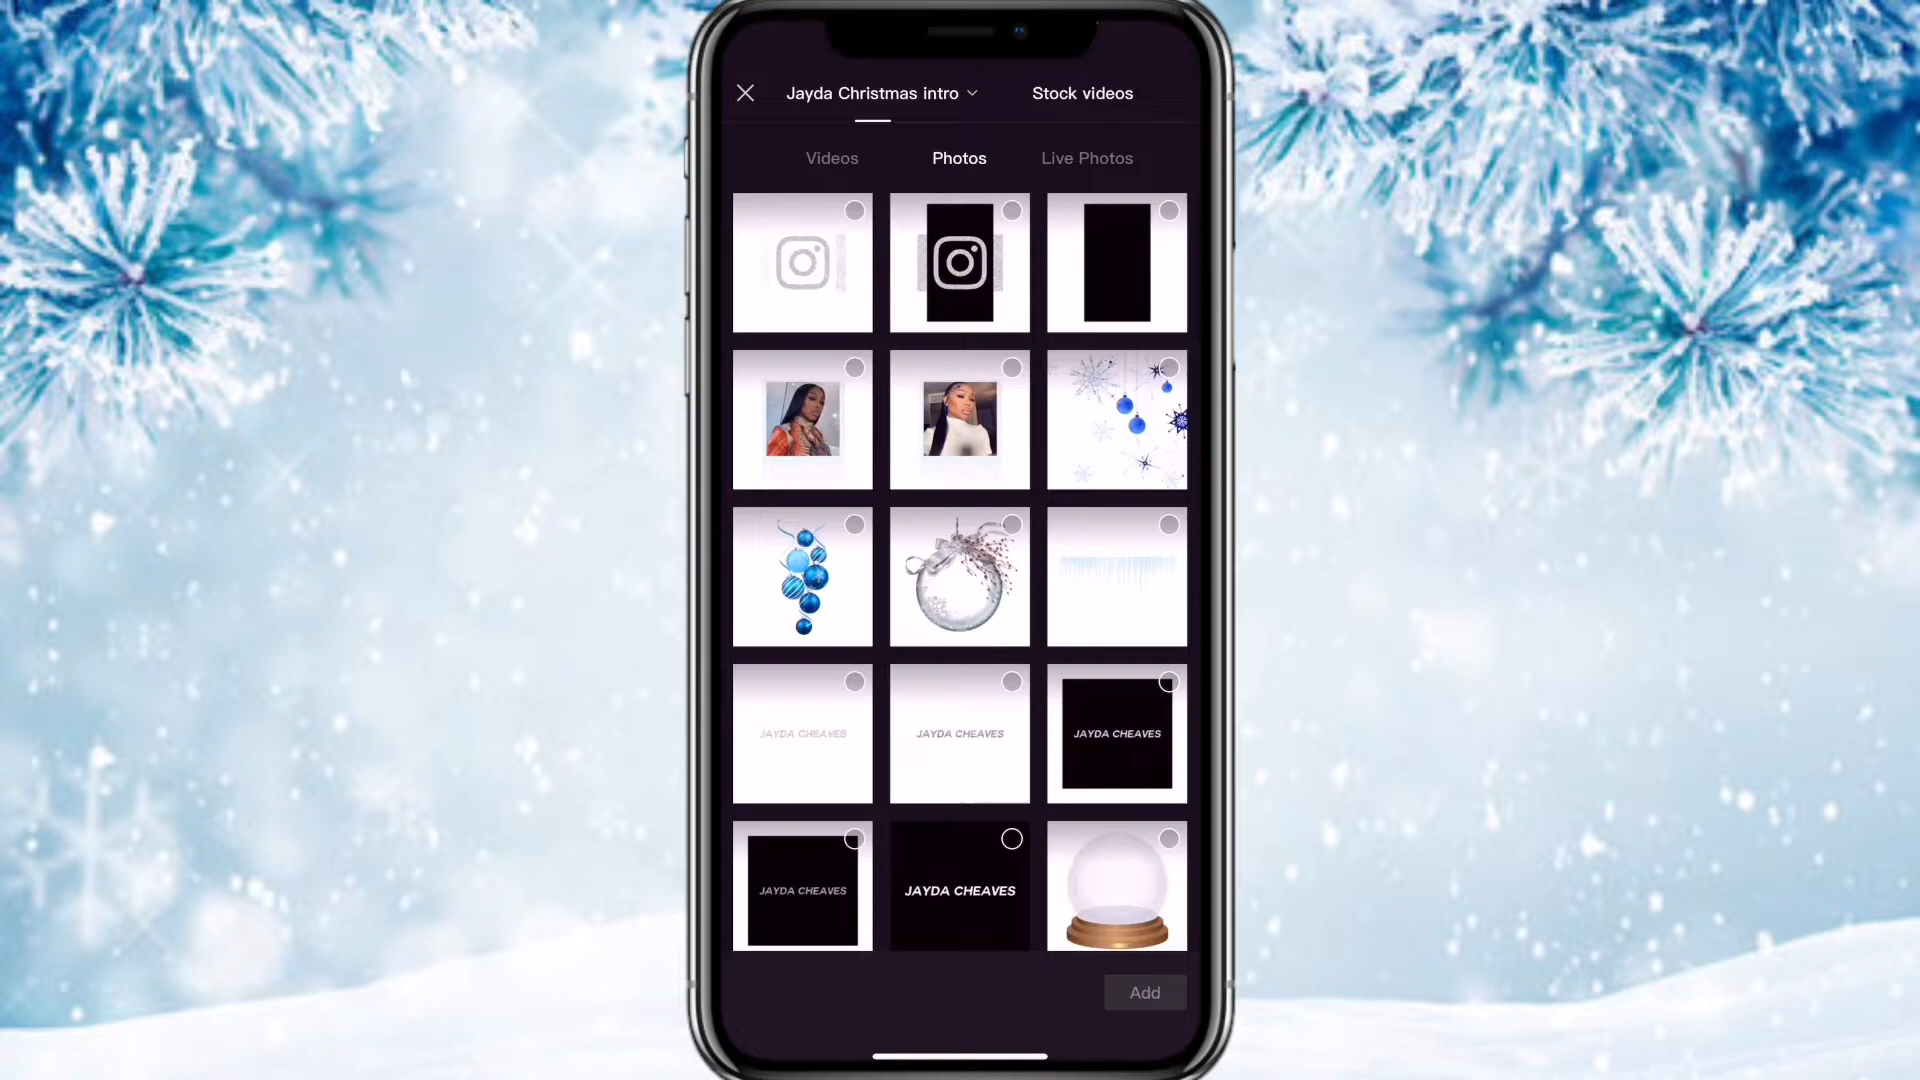 Jayda Christmas intro
Stock videos
Videos
Photos
Live Photos
JAYDA CHEAVES
JAYDA CHEAVES
JAYDA CHEAVES
JAYDA CHEAVES
JAYDA CHEAVES
Add